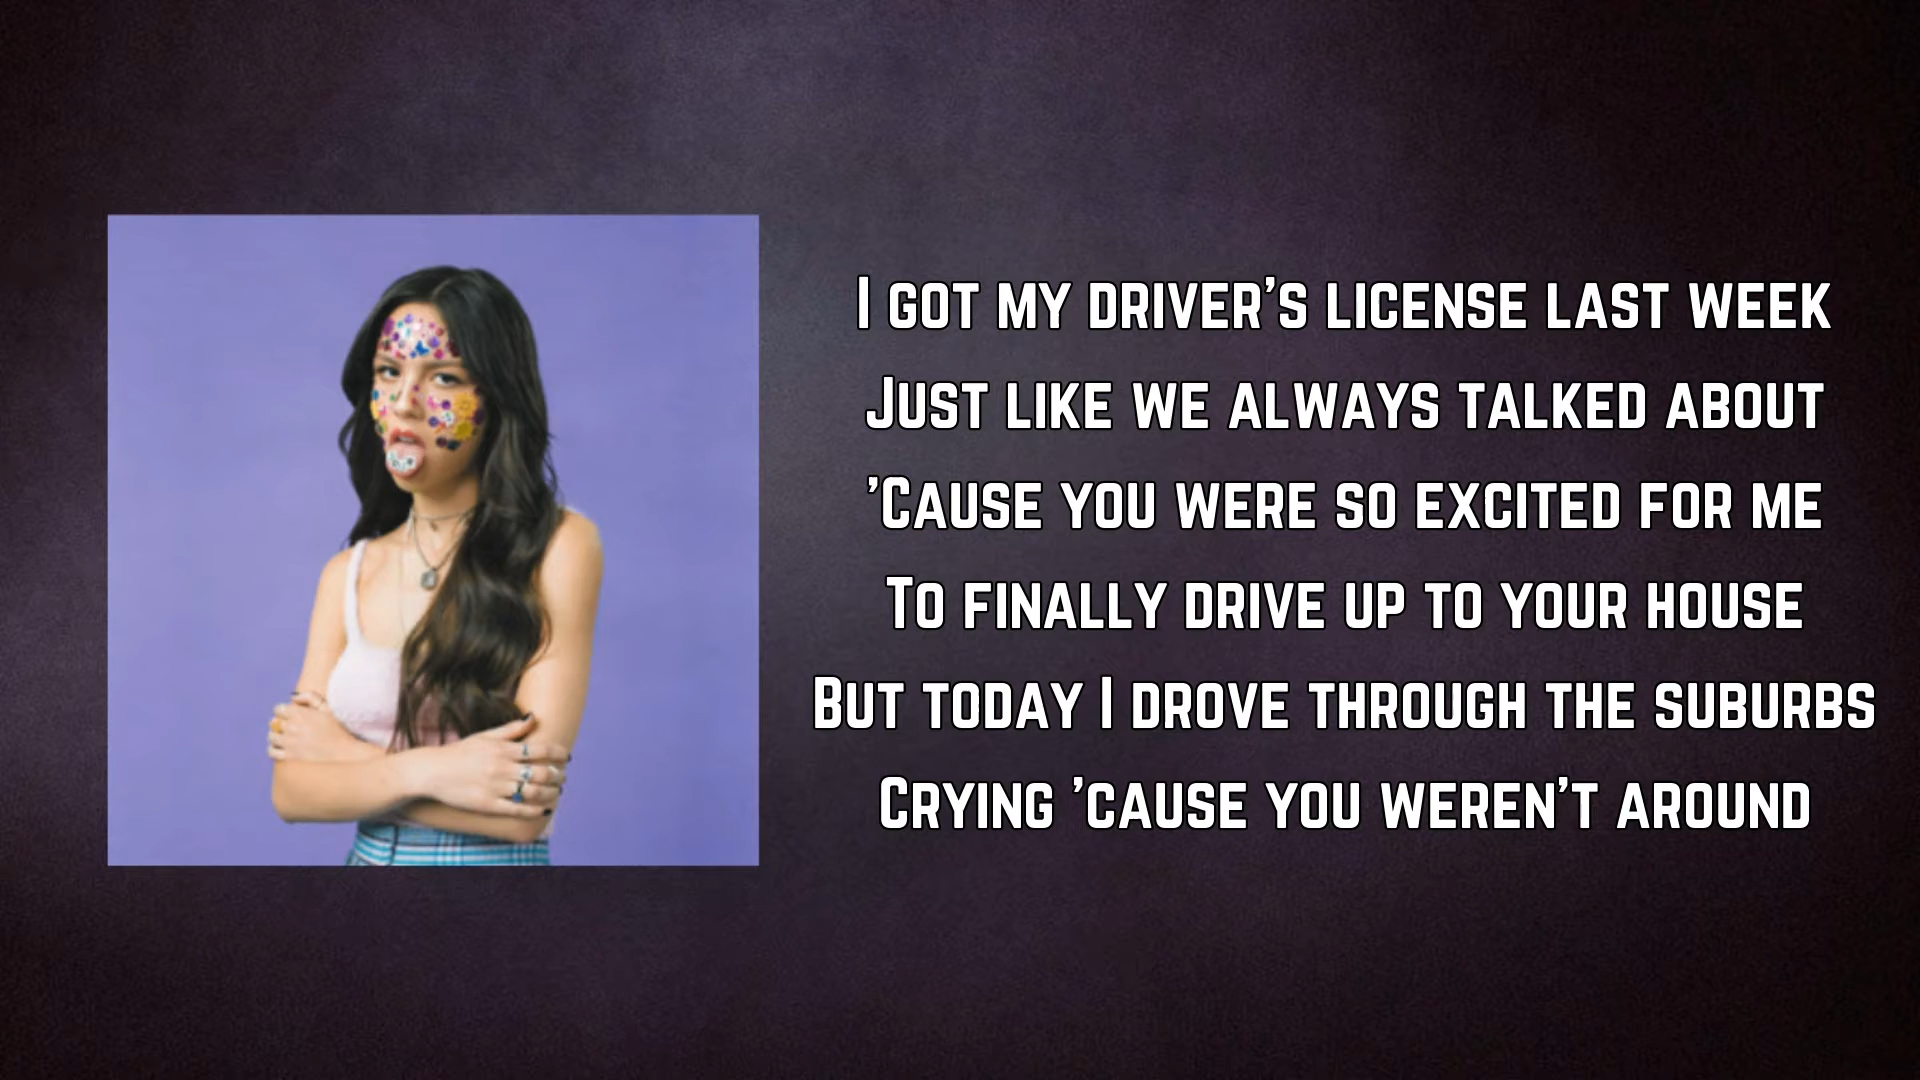 I got my driver's license last week
Just like we always talked about
'Cause you were so excited for me
To finally drive up to your house
But today I drove through the suburbs
Crying 'cause you weren't around